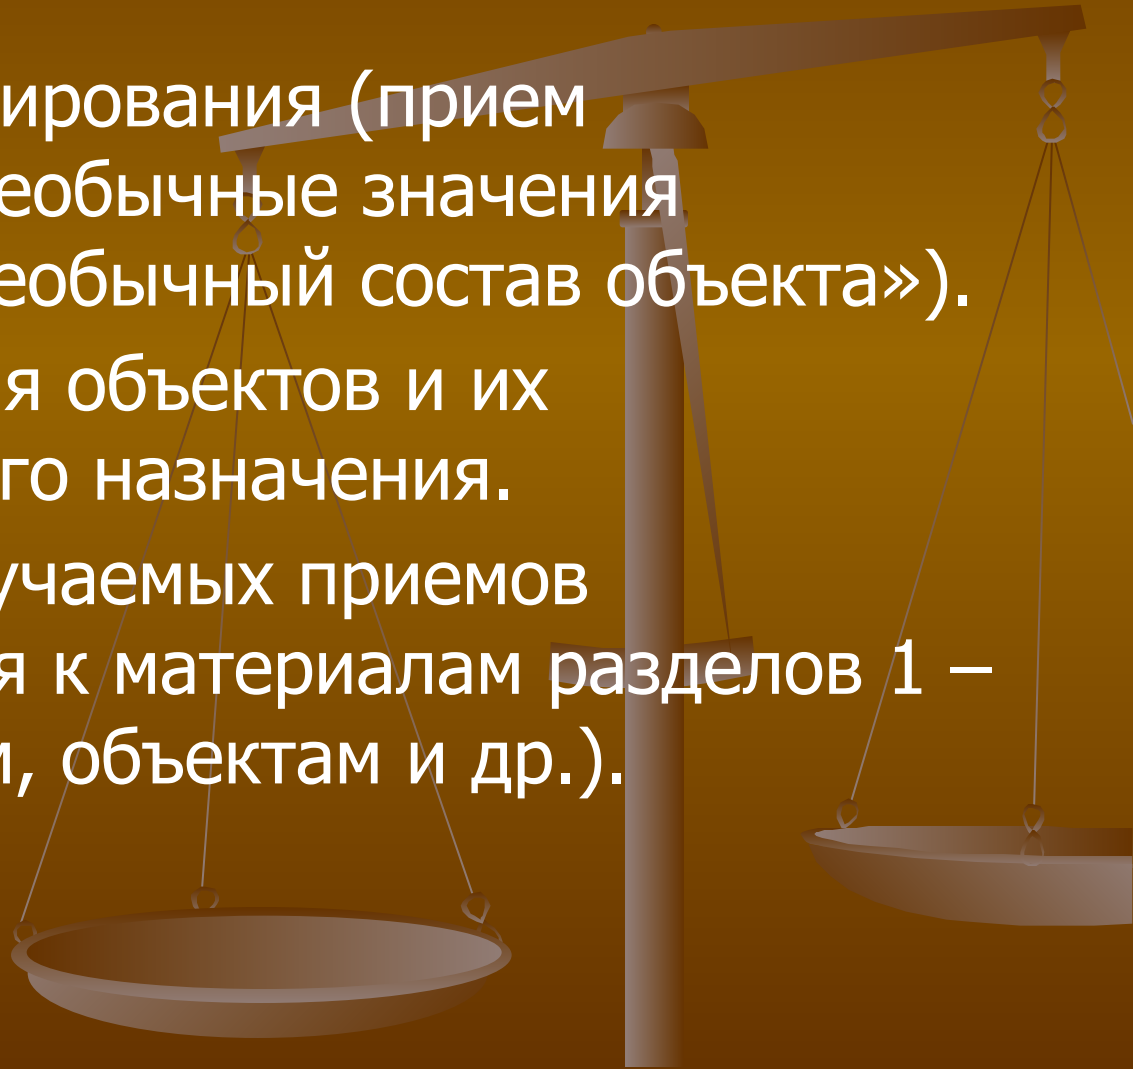 ирования (прием
еобычные значения
еобычный состав объекта»).
я объектов и их
го назначения.
учаемых приемов
я к материалам разделов 1 –
м, объектам и др.).